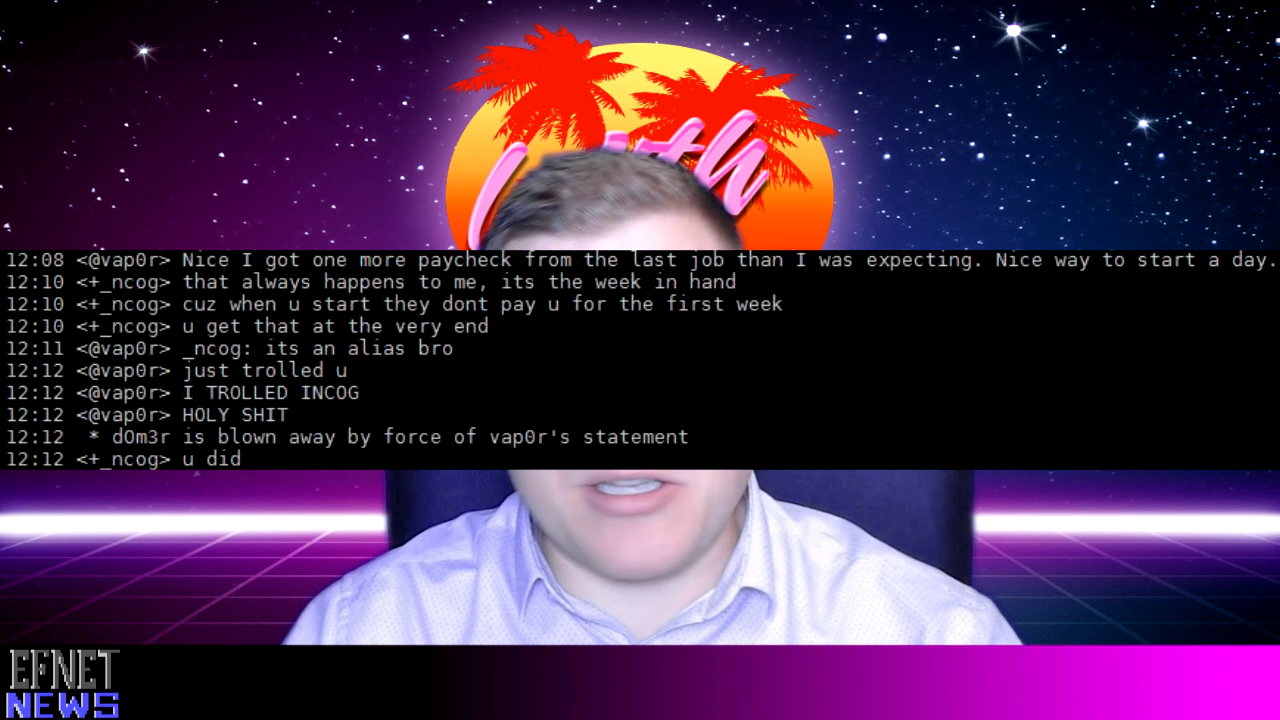 th
12:08 <@vap0r> Nice I got one more paycheck from the last job than I was expecting. Nice way to start a day.
12:10 <+_ncog> that always happens to me, its the week in hand
12:10 <+_ncog> cuz when u start they dont pay u for the first week
12:10 <+_ncog> u get that at the very end
12:11 <@vap0r> _ncog: its an alias bro
12:12 <@vap0r> just trolled u
12:12 <@vap0r> I TROLLED INCOG
12:12 <@vap0r> HOLY SHIT
12:12  * dOm3r is blown away by force of vap0r's statement
12:12 <+_ncog> u did
EFNET
NEWS